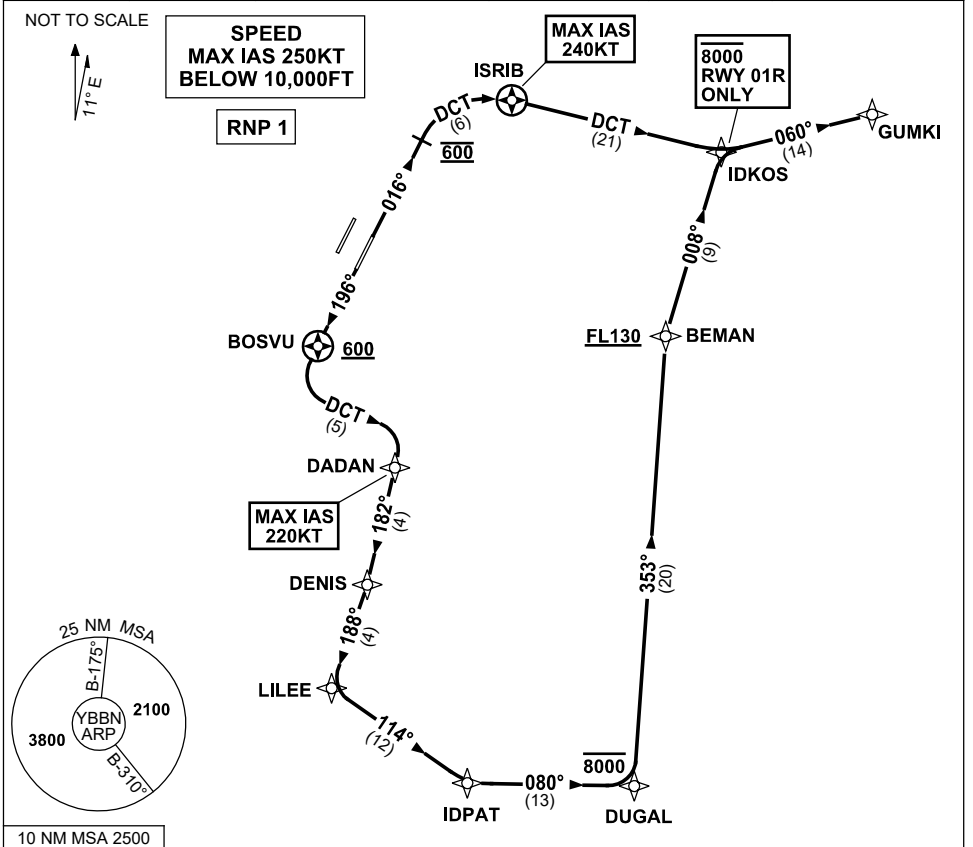 NOT TO SCALE
11° E
SPEED
MAX IAS 250KT
BELOW 10,000FT
RNP 1
MAX IAS
240KT
ISRIB
8000
RWY 01R
ONLY
GUMKI
DCT
(6)
600
DCT
(21)
060°
(14)
IDKOS
016°
196°
008°
(9)
BOSVU
600
FL130
BEMAN
DCT
(5)
DADAN
MAX IAS
220KT
182°
(4)
DENIS
353°
(20)
188°
(4)
LILEE
114°
(12)
8000
080°
(13)
IDPAT
DUGAL
25 NM MSA
B-175°
YBBN
ARP
2100
3800
B-310°
10 NM MSA 2500